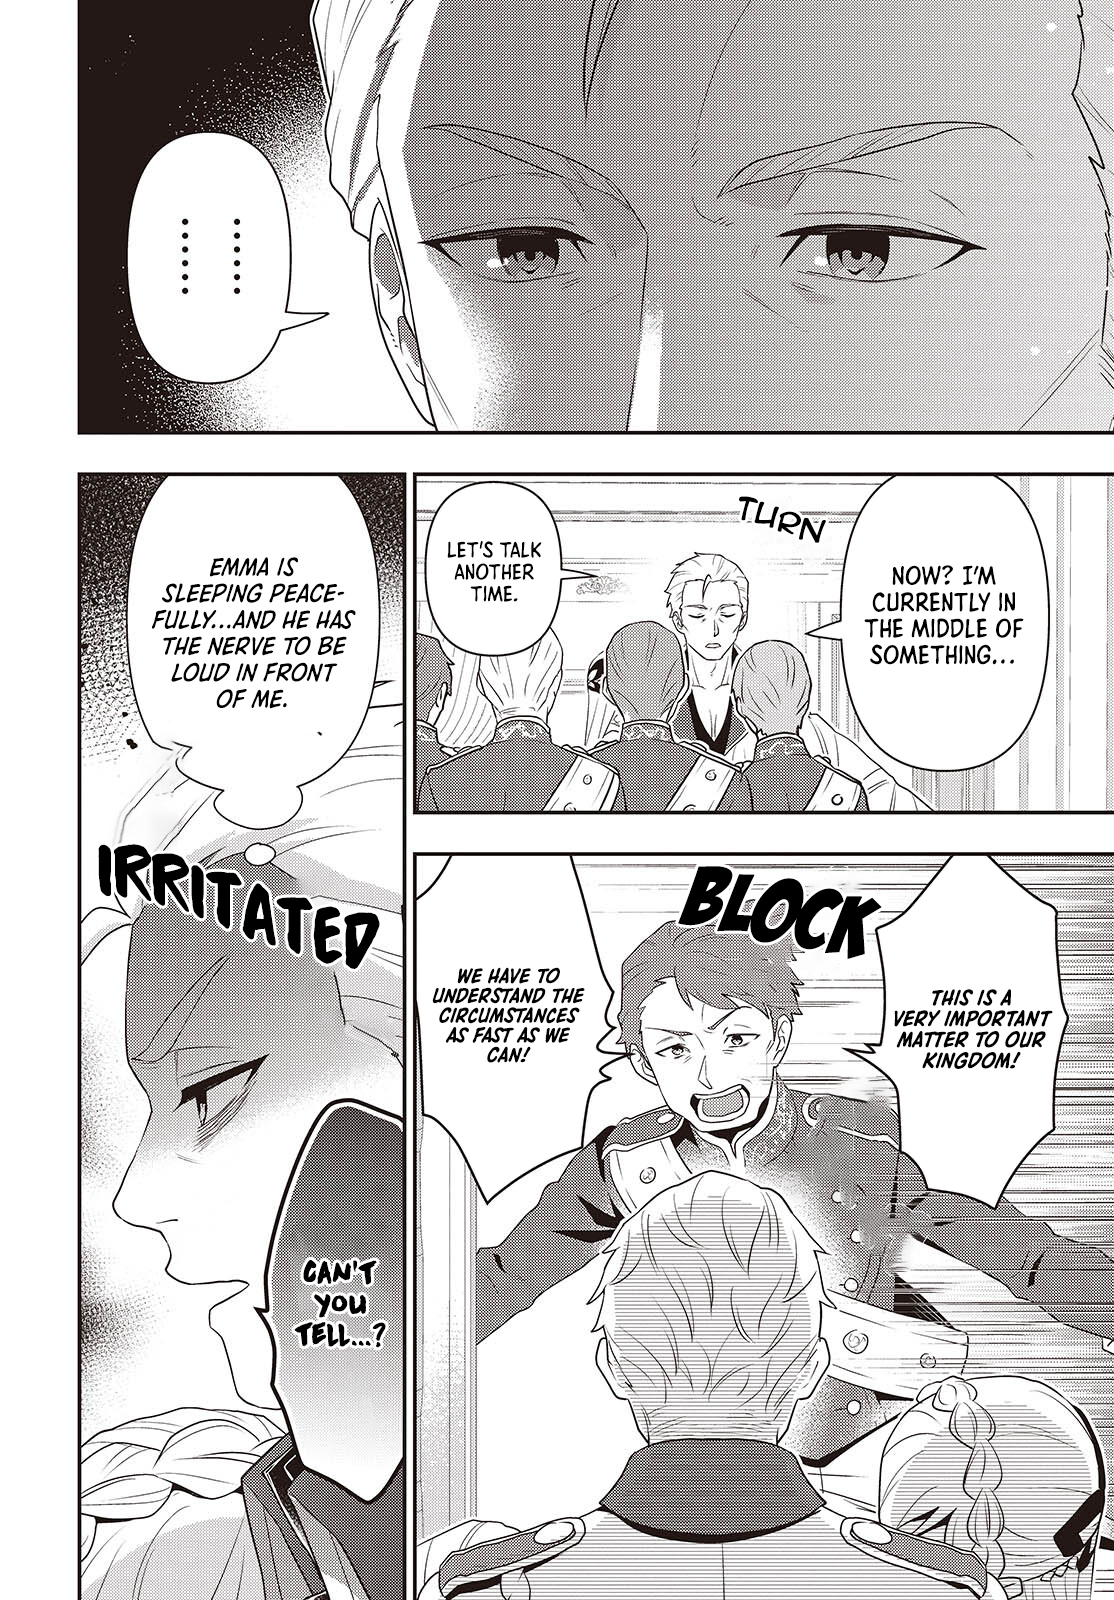 ......
......
TURN
NOW? I'M
CURRENTLY IN
THE MIDDLE OF
SOMETHING...
LET'S TALK
ANOTHER
TIME.
BLOCK
THIS IS A
VERY IMPORTANT
MATTER TO OUR
KINGDOM!
WE HAVE TO
UNDERSTAND THE
CIRCUMSTANCES
AS FAST AS WE
CAN!
EMMA IS
SLEEPING PEACE-
FULLY...AND HE HAS
THE NERVE TO BE
LOUD IN FRONT
OF ME.
IRRITATED
CAN'T
YOU
TELL...?